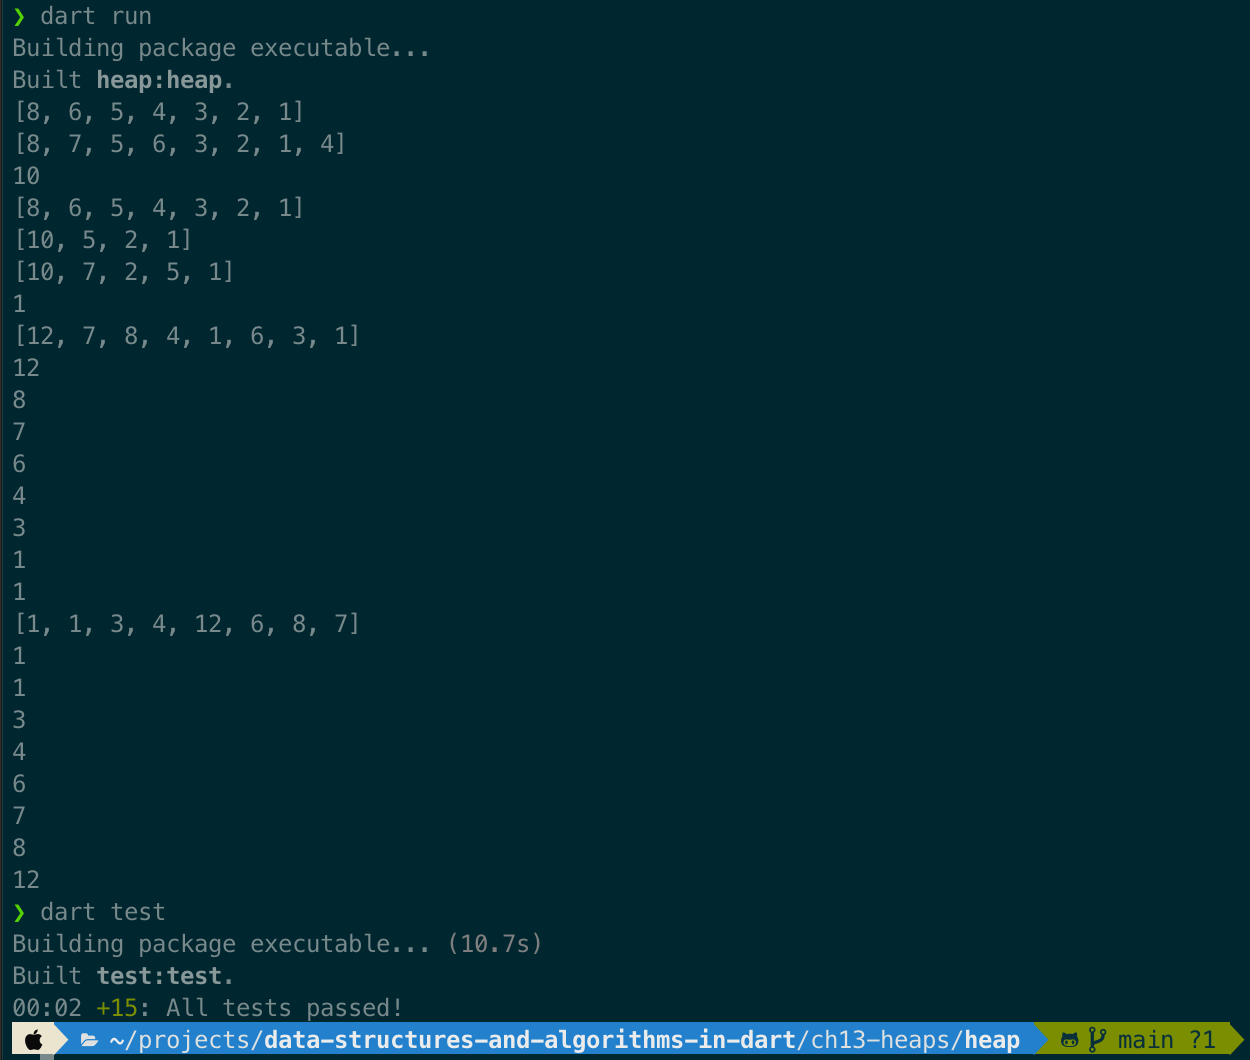 ❯ dart run
Building package executable...
Built heap:heap.
[8, 6, 5, 4, 3, 2, 1]
[8, 7, 5, 6, 3, 2, 1, 4]
10
[8, 6, 5, 4, 3, 2, 1]
[10, 5, 2, 1]
[10, 7, 2, 5, 1]
1
[12, 7, 8, 4, 1, 6, 3, 1]
12
8
7
6
4
3
1
1
[1, 1, 3, 4, 12, 6, 8, 7]
1
1
3
4
6
7
8
12
❯ dart test
Building package executable... (10.7s)
Built test:test.
00:02 +15: All tests passed!
~/projects/data-structures-and-algorithms-in-dart/ch13-heaps/heap main ?1